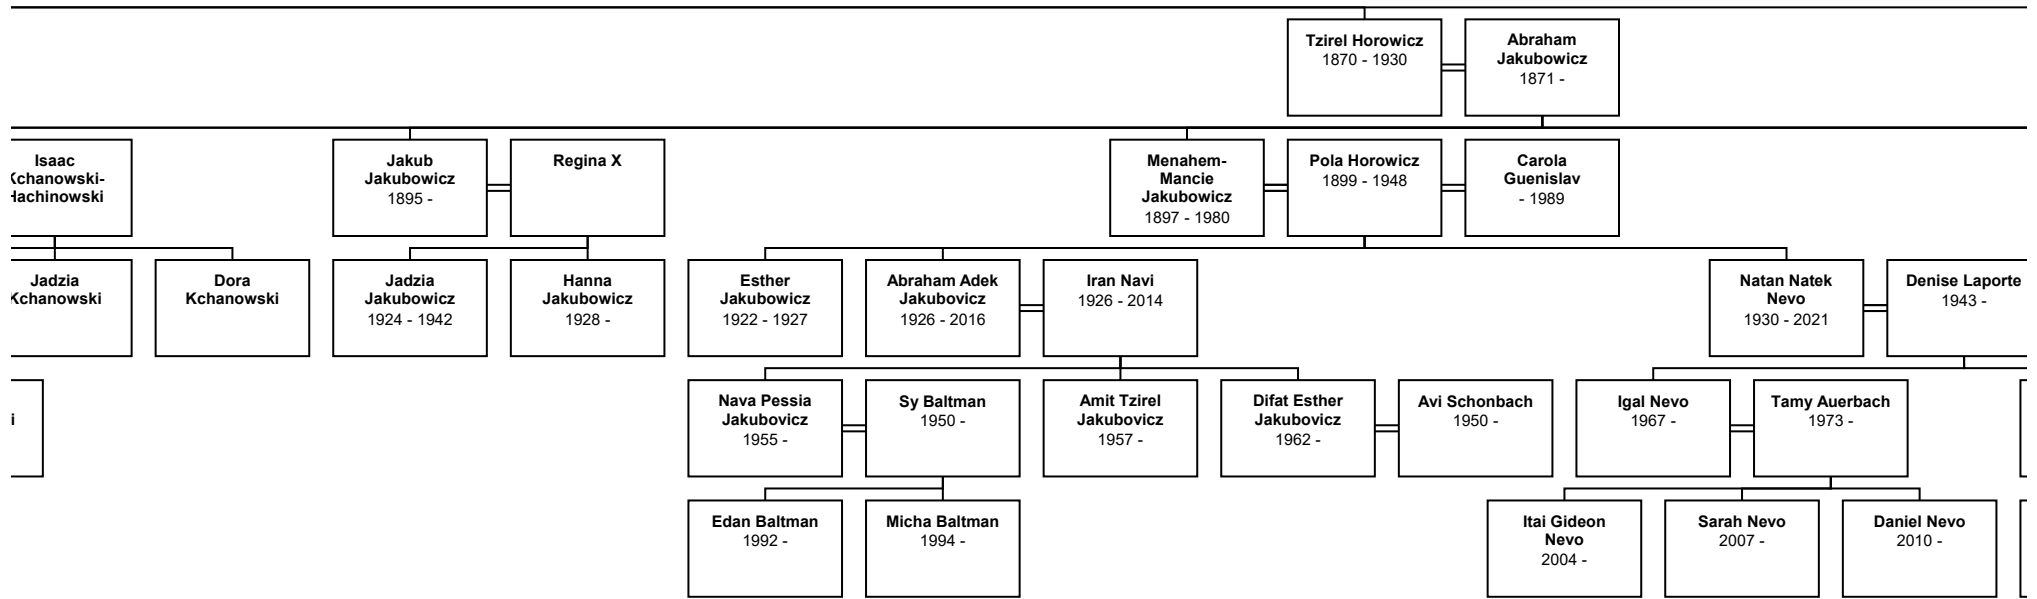 Tzirel Horowicz
1870 - 1930
Abraham
Jakubowicz
1871 -
Isaac
Kchanowski-
Hachinowski
Jakub
Jakubowicz
1895 -
Regina X
Menahem-
Mancie
Jakubowicz
1897 - 1980
Pola Horowicz
1899 - 1948
Carola
Guenislav
- 1989
Jadzia
Kchanowski
Dora
Kchanowski
Jadzia
Jakubowicz
1924 - 1942
Hanna
Jakubowicz
1928 -
Esther
Jakubowicz
1922 - 1927
Abraham Adek
Jakubovicz
1926 - 2016
Iran Navi
1926 - 2014
Natan Natek
Nevo
1930 - 2021
Denise Laporte
1943 -
i
Nava Pessia
Jakubovicz
1955 -
Sy Baltman
1950 -
Amit Tzirel
Jakubovicz
1957 -
Difat Esther
Jakubovicz
1962 -
Avi Schonbach
1950 -
Igal Nevo
1967 -
Tamy Auerbach
1973 -
Edan Baltman
1992 -
Micha Baltman
1994 -
Itai Gideon
Nevo
2004 -
Sarah Nevo
2007 -
Daniel Nevo
2010 -